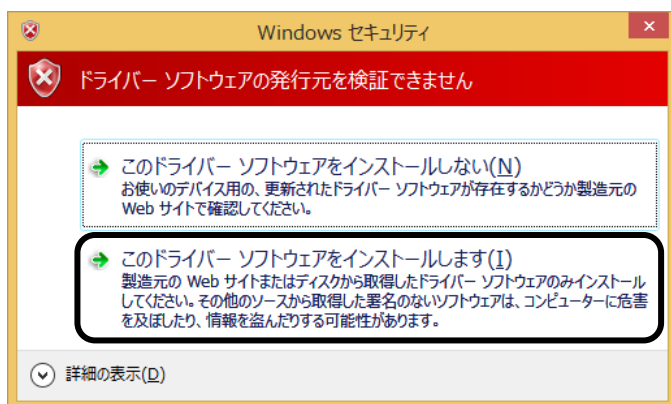 Windows セキュリティ
ドライバー ソフトウェアの発行元を検証できません
このドライバー ソフトウェアをインストールしない(N)
お使いのデバイス用の、更新されたドライバー ソフトウェアが存在するかどうか製造元の
Web サイトで確認してください。
このドライバー ソフトウェアをインストールします(I)
製造元の Web サイトまたはディスクから取得したドライバー ソフトウェアのみインストール
してください。その他のソースから取得した署名のないソフトウェアは、コンピューターに危害
を及ぼしたり、情報を盗んだりする可能性があります。
詳細の表示(D)